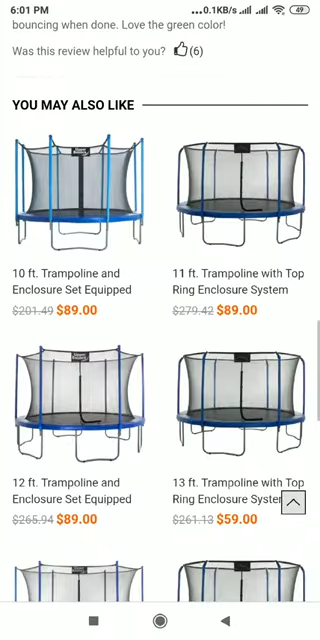 6:01 PM
...0.1KB/s
49
bouncing when done. Love the green color!
Was this review helpful to you? (6)
YOU MAY ALSO LIKE
10 ft. Trampoline and
Enclosure Set Equipped
$201.49 $89.00
11 ft. Trampoline with Top
Ring Enclosure System
$279.42 $89.00
12 ft. Trampoline and
Enclosure Set Equipped
$265.94 $89.00
13 ft. Trampoline with Top
Ring Enclosure System
$261.13 $59.00